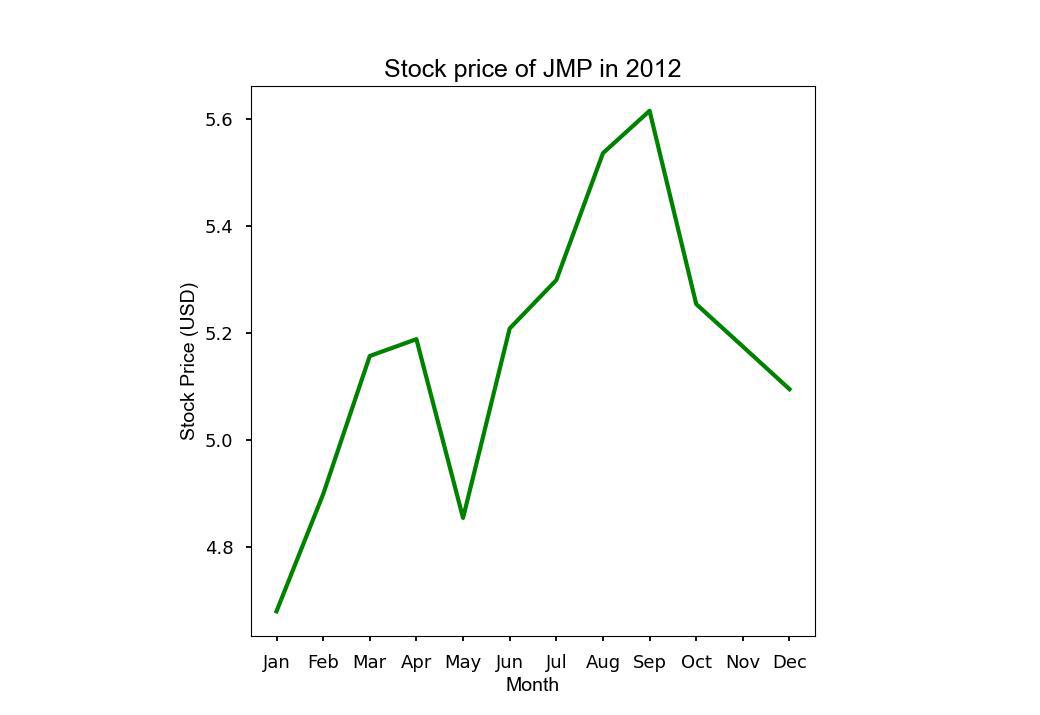 Stock price of JMP in 2012
5.6
5.4
5.2
5.0
4.8
Stock Price (USD)
Jan Feb Mar Apr May Jun Jul Aug Sep Oct Nov Dec
Month